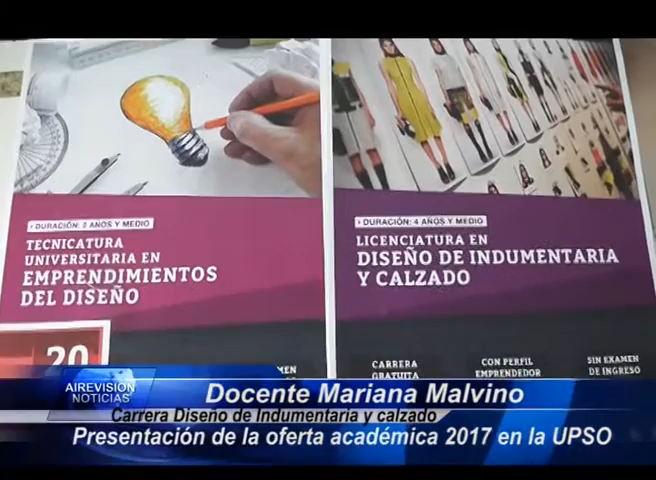 DURACIÓN: 2 AÑOS Y MEDIO
TECNICATURA
UNIVERSITARIA EN
EMPRENDIMIENTOS
DEL DISEÑO
20
DURACIÓN: 4 AÑOS Y MEDIO
LICENCIATURA EN
DISEÑO DE INDUMENTARIA
Y CALZADO
CARRERA
GRATUITA
CON PERFIL
EMPRENDEDOR
SIN EXAMEN
DE INGRESO
AIREVISION
NOTICIAS
Docente Mariana Malvino
Carrera Diseño de Indumentaria y calzado
Presentación de la oferta académica 2017 en la UPSO